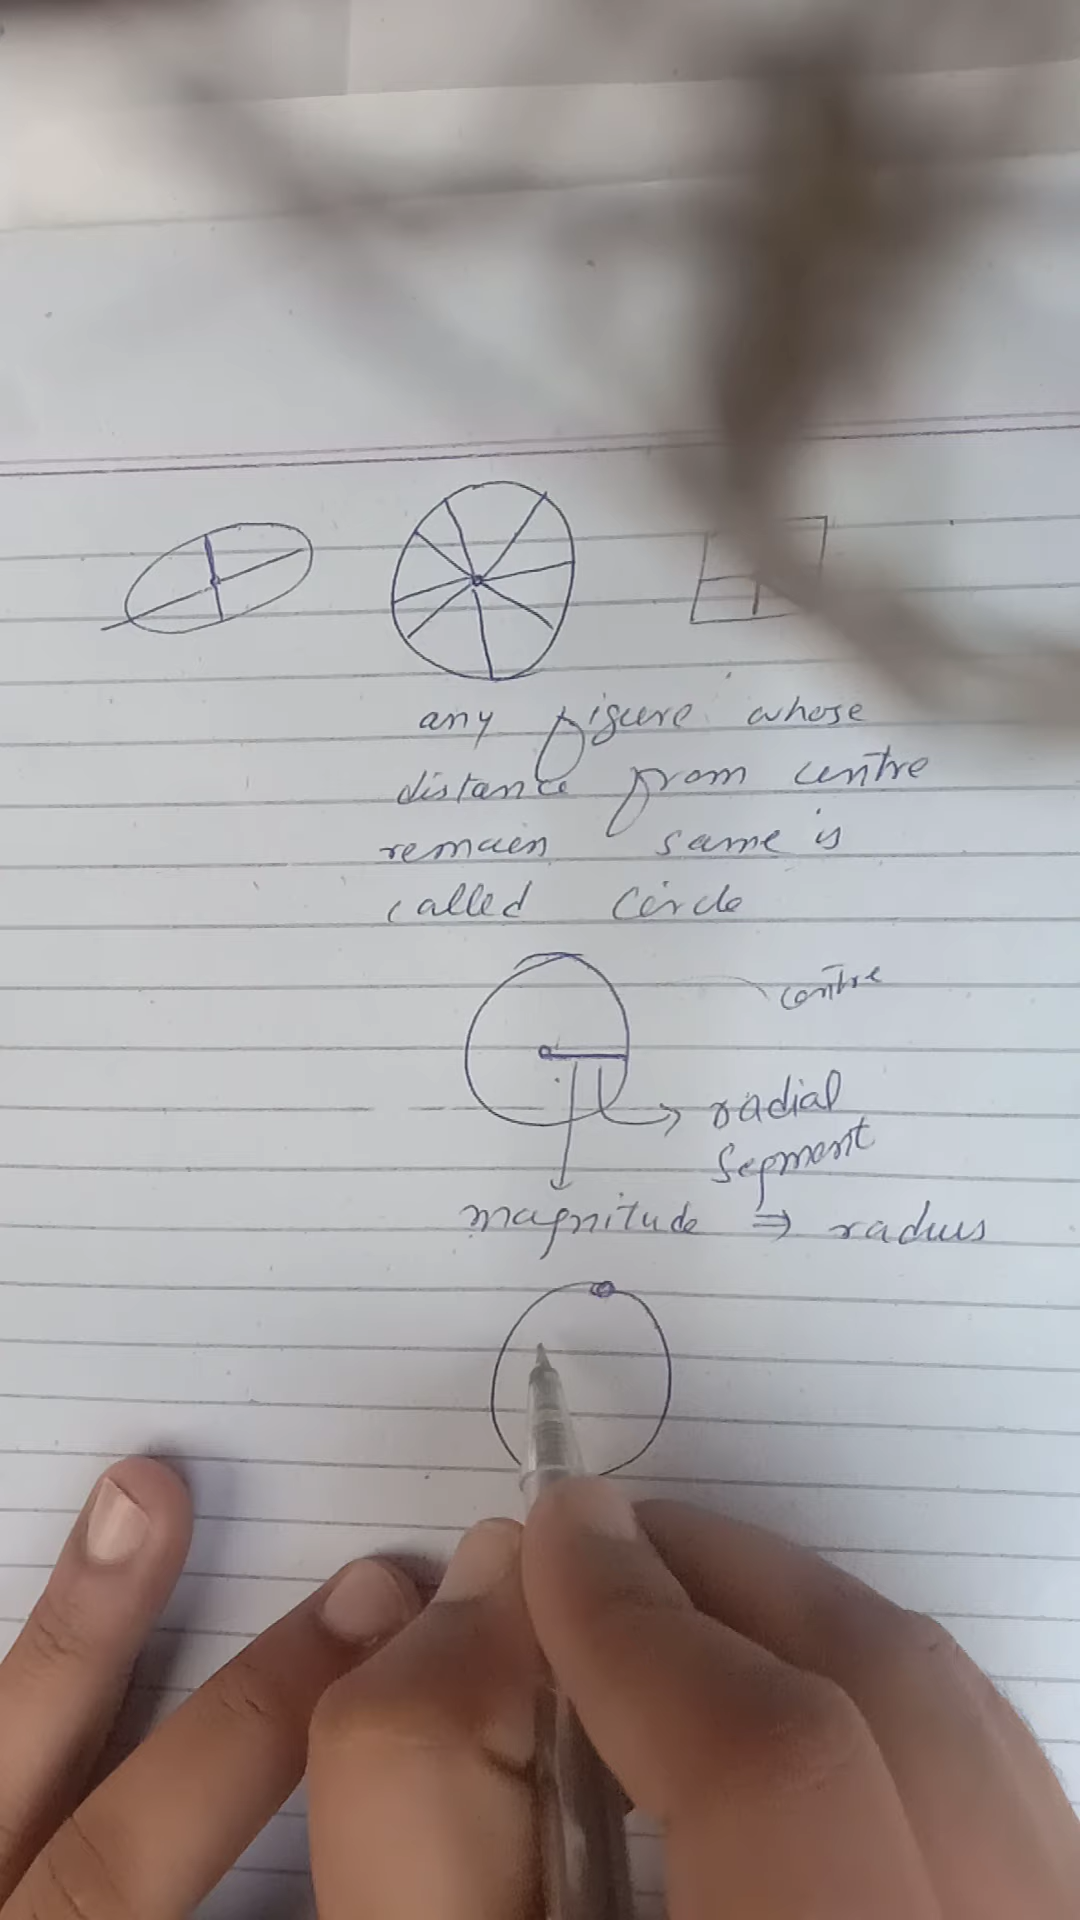 any figure whose
distance from centre
remain same is
called Circle
centre
radial
segment
magnitude ⇒ radius